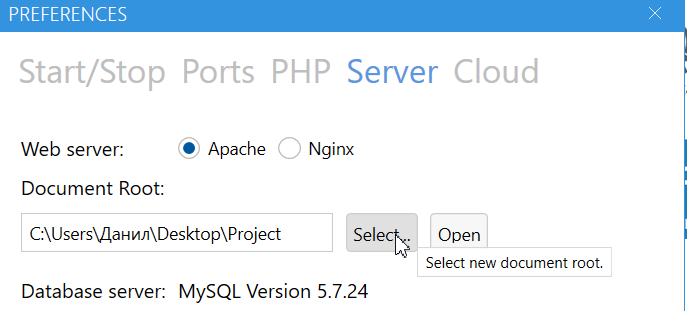 PREFERENCES
Start/Stop Ports PHP Server Cloud
Web server: Apache Nginx
Document Root:
C:\Users\Данил\Desktop\Project Select... Open
Select new document root.
Database server: MySQL Version 5.7.24